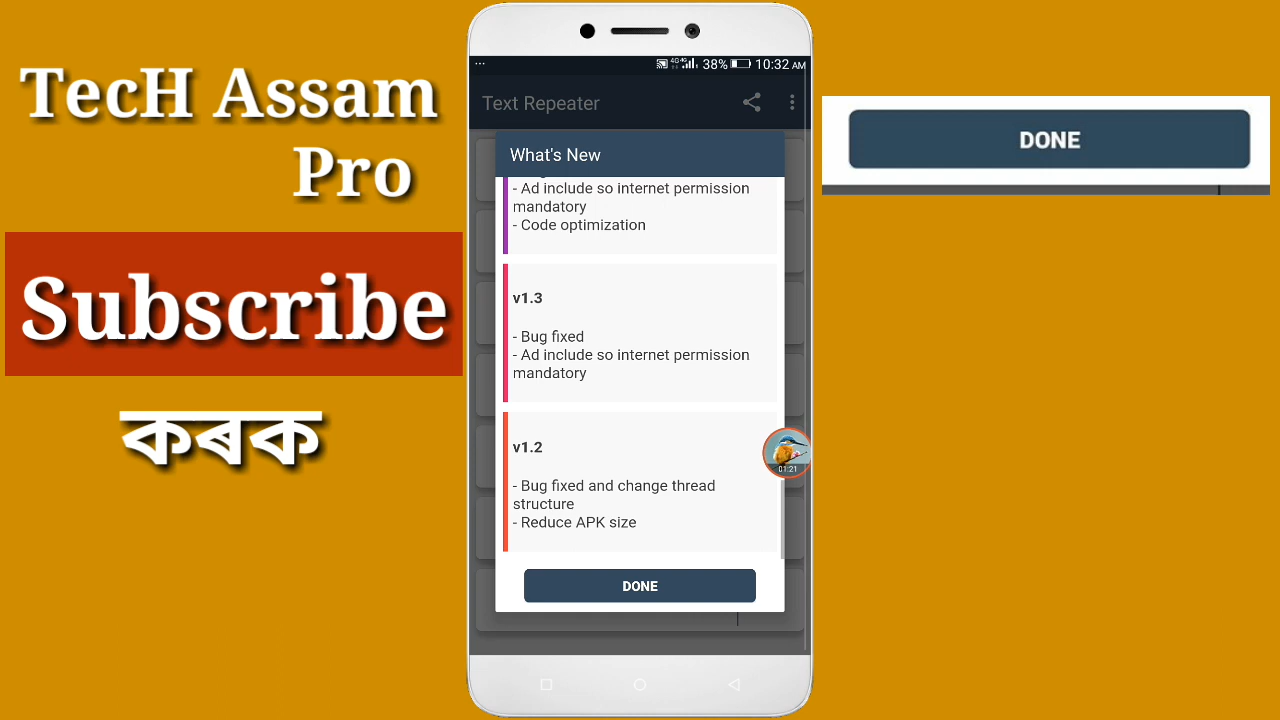 TecH Assam
Pro
Subscribe
কৰক
38%
10:32 AM
Text Repeater
What's New
- Ad include so internet permission
mandatory
- Code optimization
v1.3
- Bug fixed
- Ad include so internet permission
mandatory
v1.2
- Bug fixed and change thread
structure
- Reduce APK size
DONE
01:21
DONE